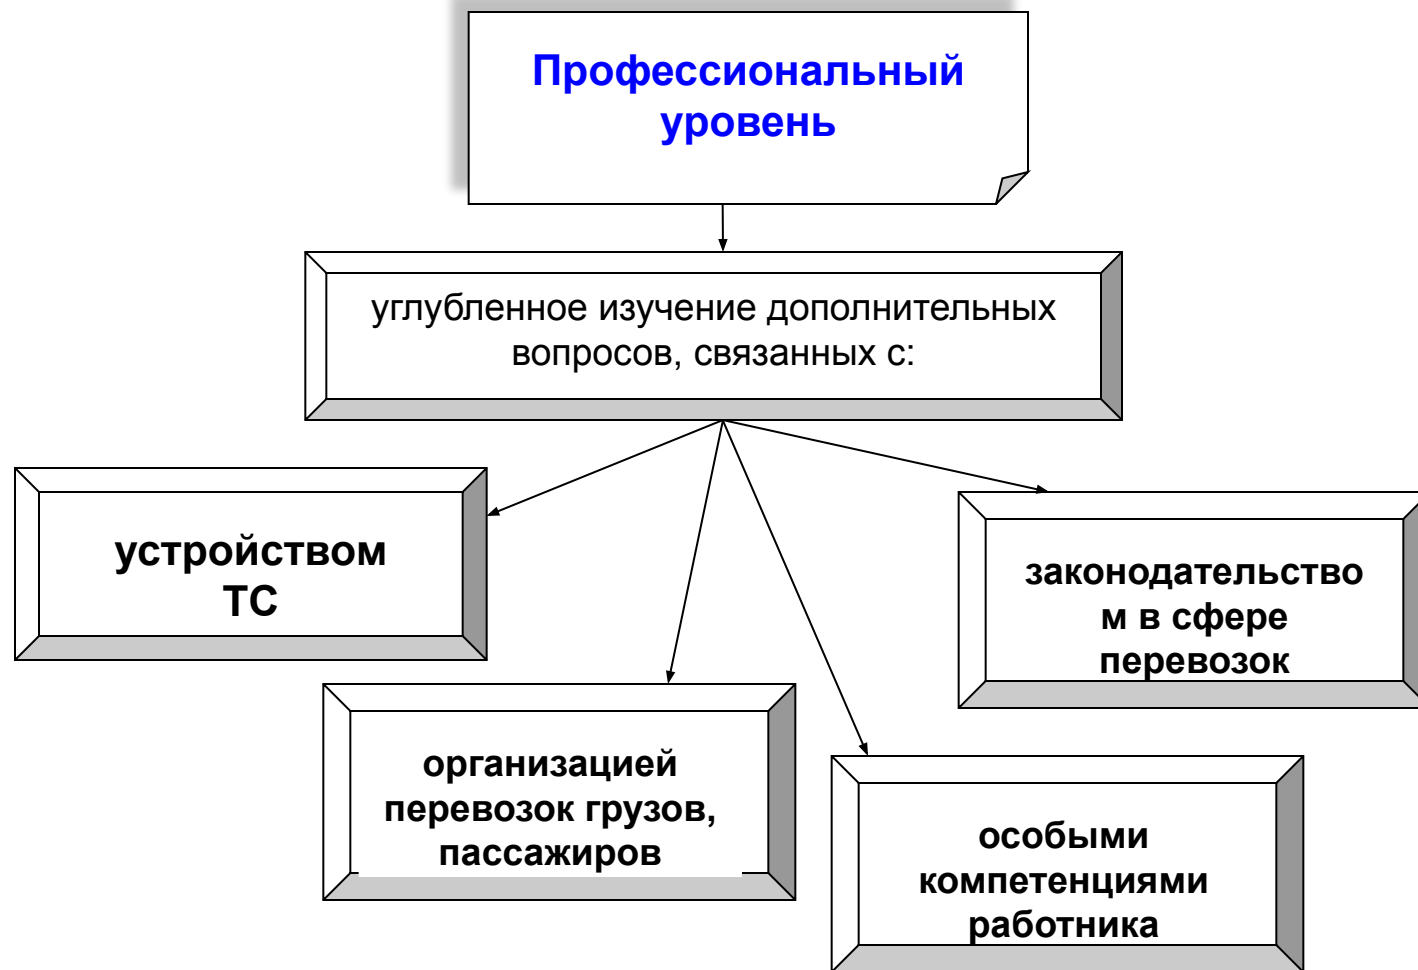 Профессиональный
уровень
углубленное изучение дополнительных
вопросов, связанных с:
устройством
ТС
законодательство
м в сфере
перевозок
организацией
перевозок грузов,
пассажиров
особыми
компетенциями
работника